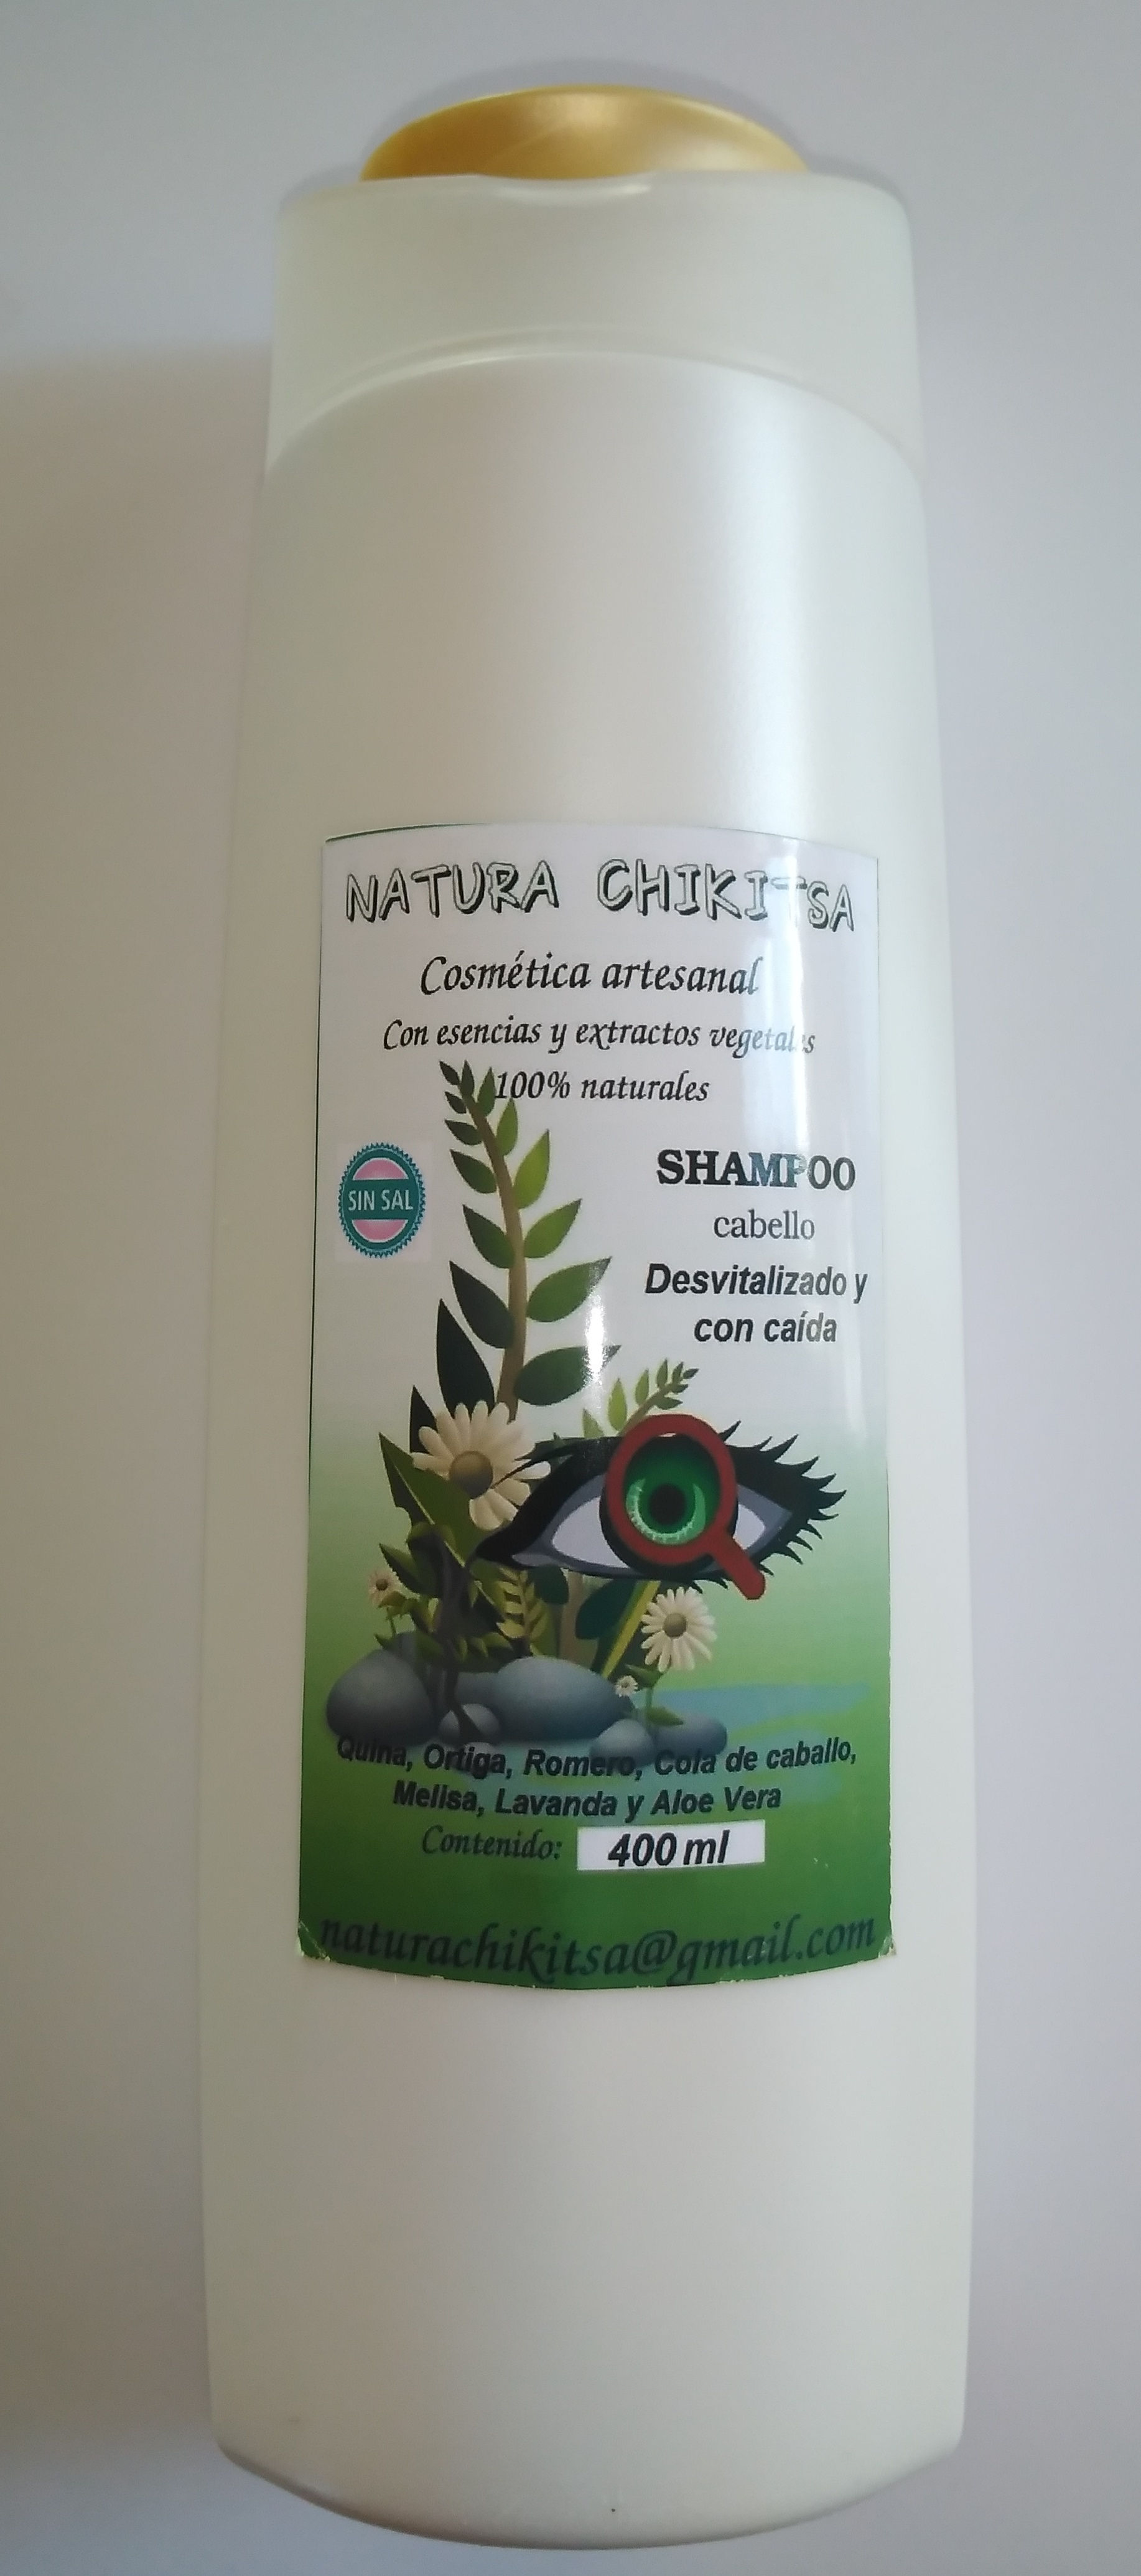 NATURA CHIKITSA
Cosmética artesanal
Con esencias y extractos vegetales
100% naturales
SIN SAL
SHAMPOO
cabello
Desvitalizado y
con caída
Quina, Ortiga, Romero, Cola de caballo,
Melisa, Lavanda y Aloe Vera
Contenido: 400 ml
naturachikitsa@gmail.com